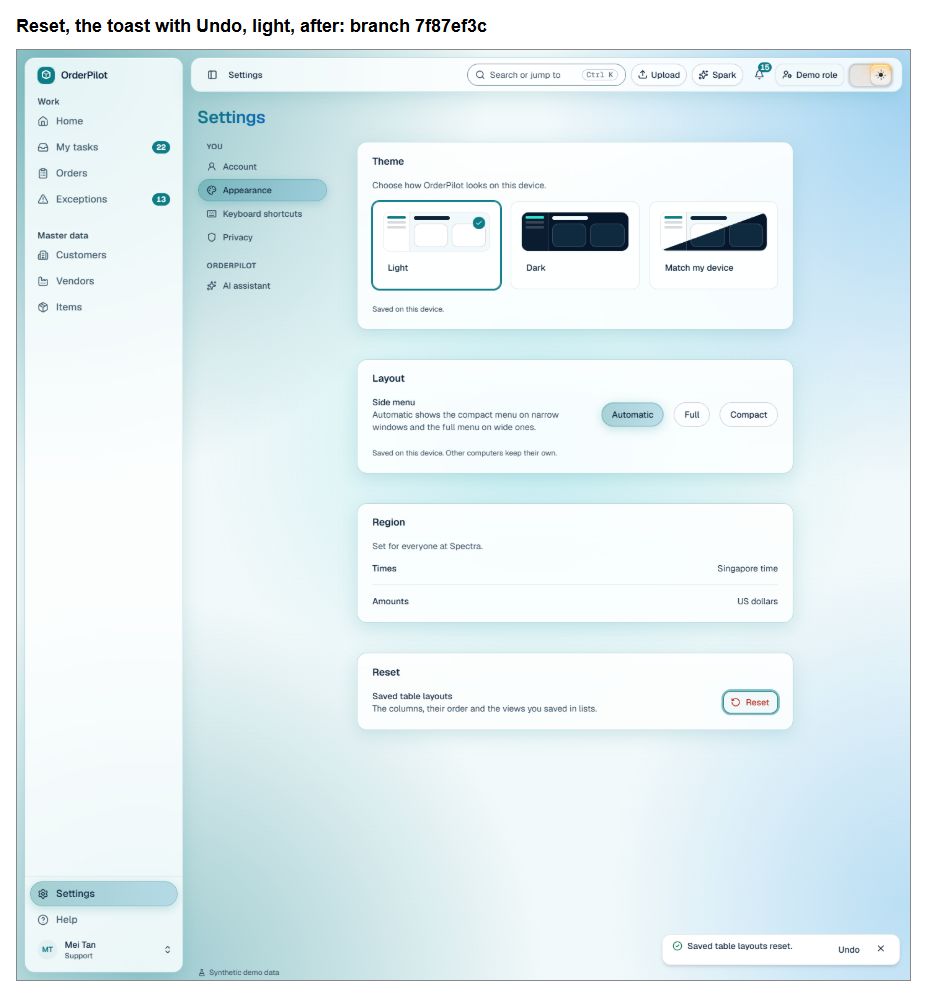 Reset, the toast with Undo, light, after: branch 7f87ef3c
OrderPilot
Work
Home
My tasks 22
Orders
Exceptions 13
Master data
Customers
Vendors
Items
Settings
Help
MT
Mei Tan
Support
Settings
Search or jump to Ctrl K
Upload
Spark
15
Demo role
Settings
YOU
Account
Appearance
Keyboard shortcuts
Privacy
ORDERPILOT
AI assistant
Theme
Choose how OrderPilot looks on this device.
Light
Dark
Match my device
Saved on this device.
Layout
Side menu
Automatic shows the compact menu on narrow
windows and the full menu on wide ones.
Automatic
Full
Compact
Saved on this device. Other computers keep their own.
Region
Set for everyone at Spectra.
Times Singapore time
Amounts US dollars
Reset
Saved table layouts
The columns, their order and the views you saved in lists.
Reset
Saved table layouts reset. Undo
Synthetic demo data